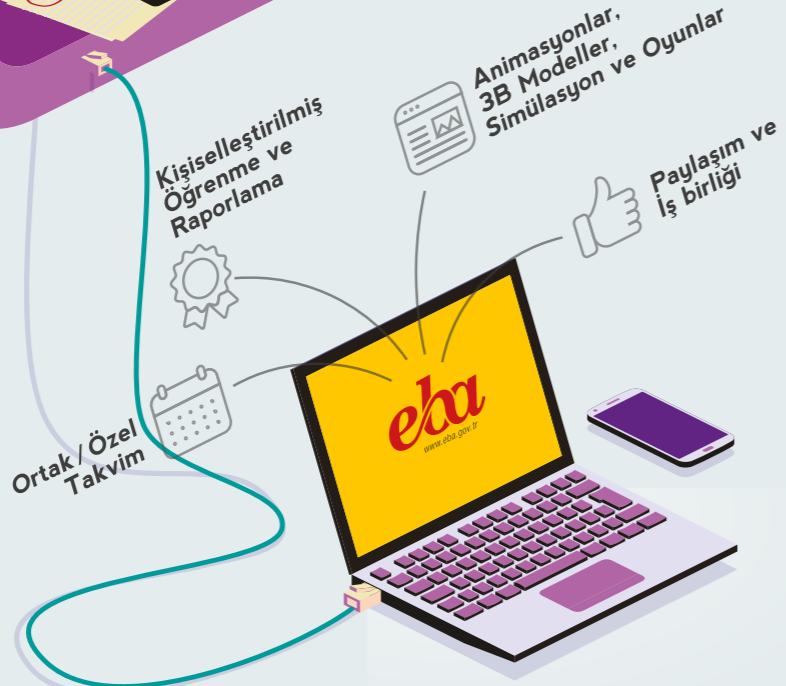 Animasyonlar,
3B Modeller,
Simülasyon ve Oyunlar
Kişiselleştirilmiş
Öğrenme ve
Raporlama
Paylaşım ve
İş birliği
Ortak / Özel
Takvim
eba
www.eba.gov.tr